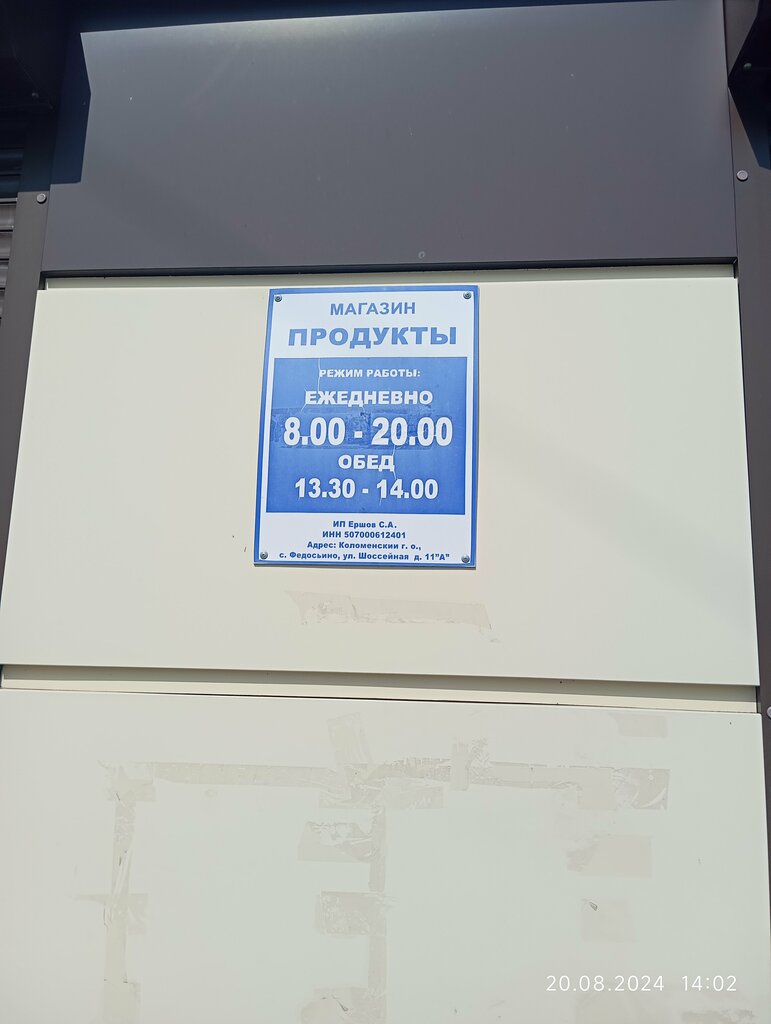 МАГАЗИН
ПРОДУКТЫ
РЕЖИМ РАБОТЫ:
ЕЖЕДНЕВНО
8.00 - 20.00
ОБЕД
13.30 - 14.00
ИП Ершов С.А.
ИНН 507000612401
Адрес: Коломенский г. о.,
с. Федосьино, ул. Шоссейная д. 11"А"
20.08.2024 14:02